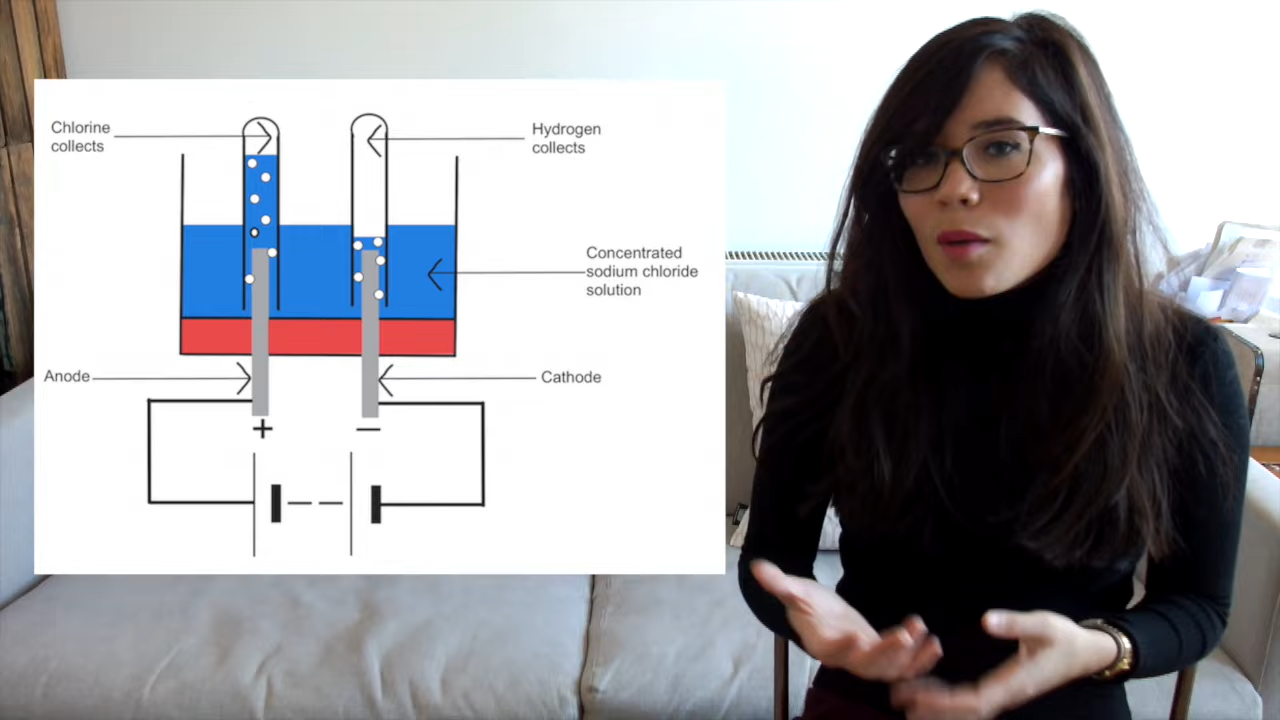 Chlorine
collects
Hydrogen
collects
Concentrated
sodium chloride
solution
Anode
Cathode
+
–